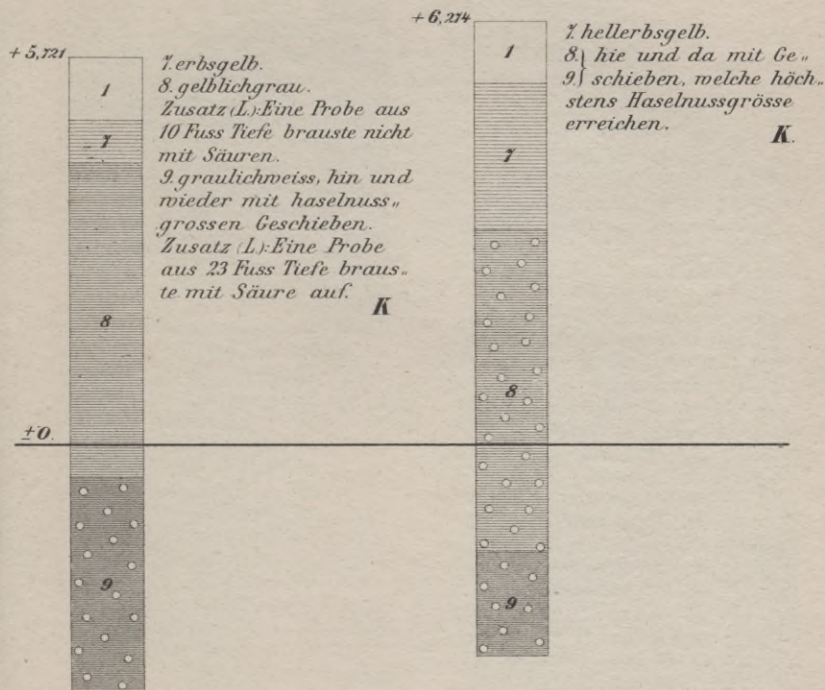 +5,721
1
7
8
9
7. erbsgelb.
8. gelblichgrau.
Zusatz (L): Eine Probe aus
10 Fuss Tiefe brauste nicht
mit Säuren.
9. graulichweiss, hin und
wieder mit haselnuss„
grossen Geschieben.
Zusatz (L): Eine Probe
aus 23 Fuss Tiefe braus„
te mit Säure auf.
K
±0.
+6,274
1
7
8
9
7. hellerbsgelb.
8.} hie und da mit Ge„
9.} schieben, welche höch„
stens Haselnussgrösse
erreichen.
K.